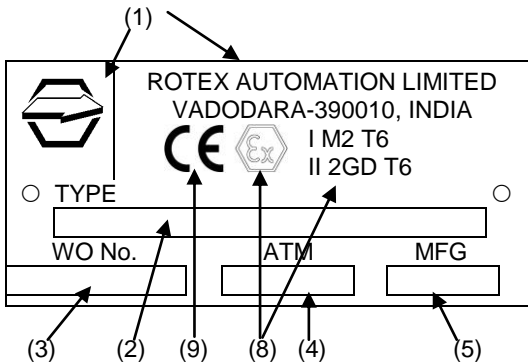 (1)
ROTEX AUTOMATION LIMITED
VADODARA-390010, INDIA
CE Ex I M2 T6
II 2GD T6
TYPE
WO No. ATM MFG
(3) (2) (9) (8) (4) (5)